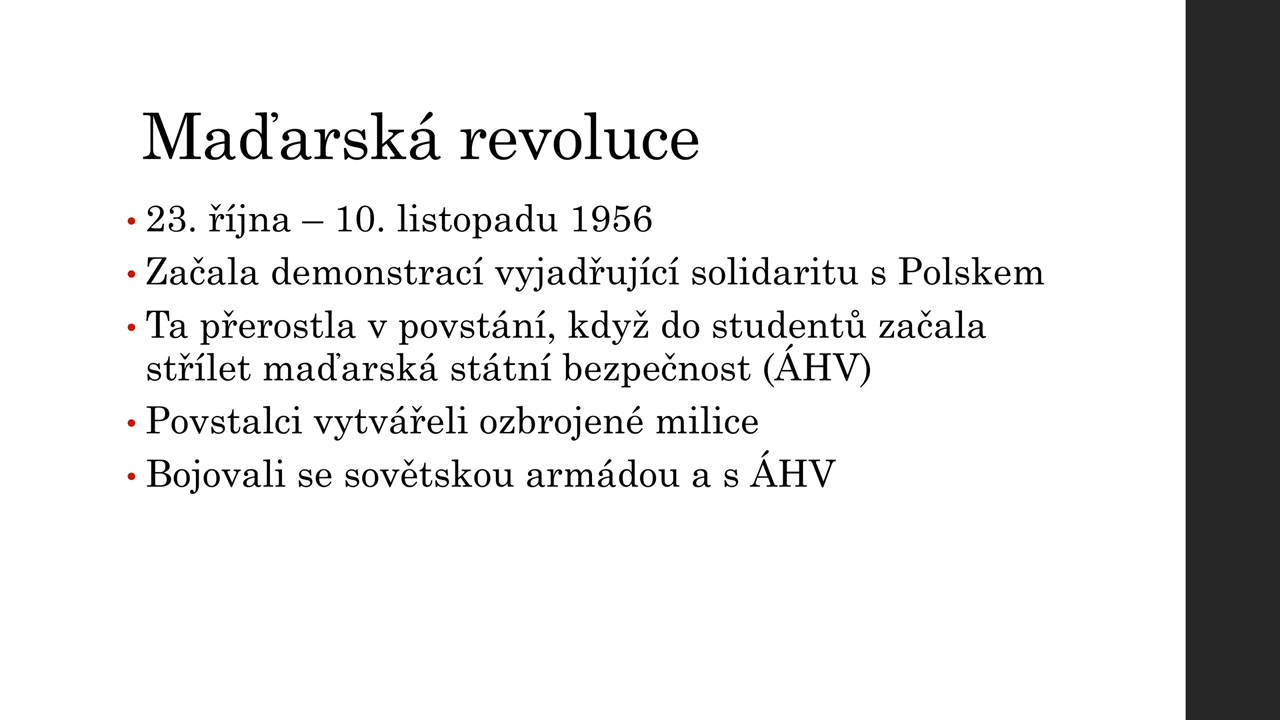 Maďarská revoluce
• 23. října – 10. listopadu 1956
• Začala demonstrací vyjadřující solidaritu s Polskem
• Ta přerostla v povstání, když do studentů začala
střílet maďarská státní bezpečnost (ÁHV)
• Povstalci vytvářeli ozbrojené milice
• Bojovali se sovětskou armádou a s ÁHV